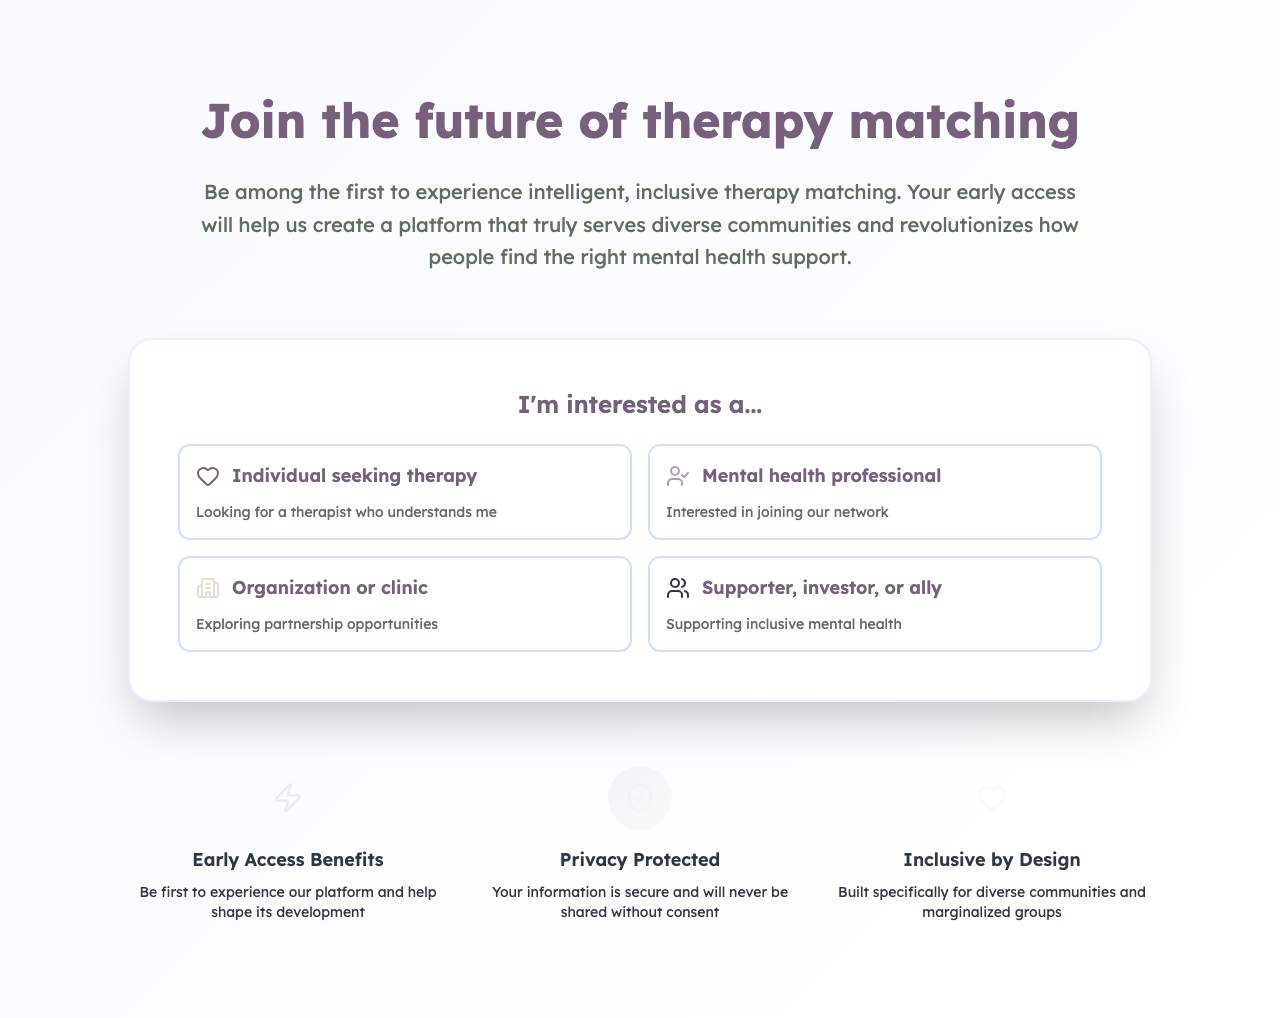 Join the future of therapy matching
Be among the first to experience intelligent, inclusive therapy matching. Your early access
will help us create a platform that truly serves diverse communities and revolutionizes how
people find the right mental health support.
I'm interested as a...
Individual seeking therapy
Looking for a therapist who understands me
Mental health professional
Interested in joining our network
Organization or clinic
Exploring partnership opportunities
Supporter, investor, or ally
Supporting inclusive mental health
Early Access Benefits
Be first to experience our platform and help
shape its development
Privacy Protected
Your information is secure and will never be
shared without consent
Inclusive by Design
Built specifically for diverse communities and
marginalized groups